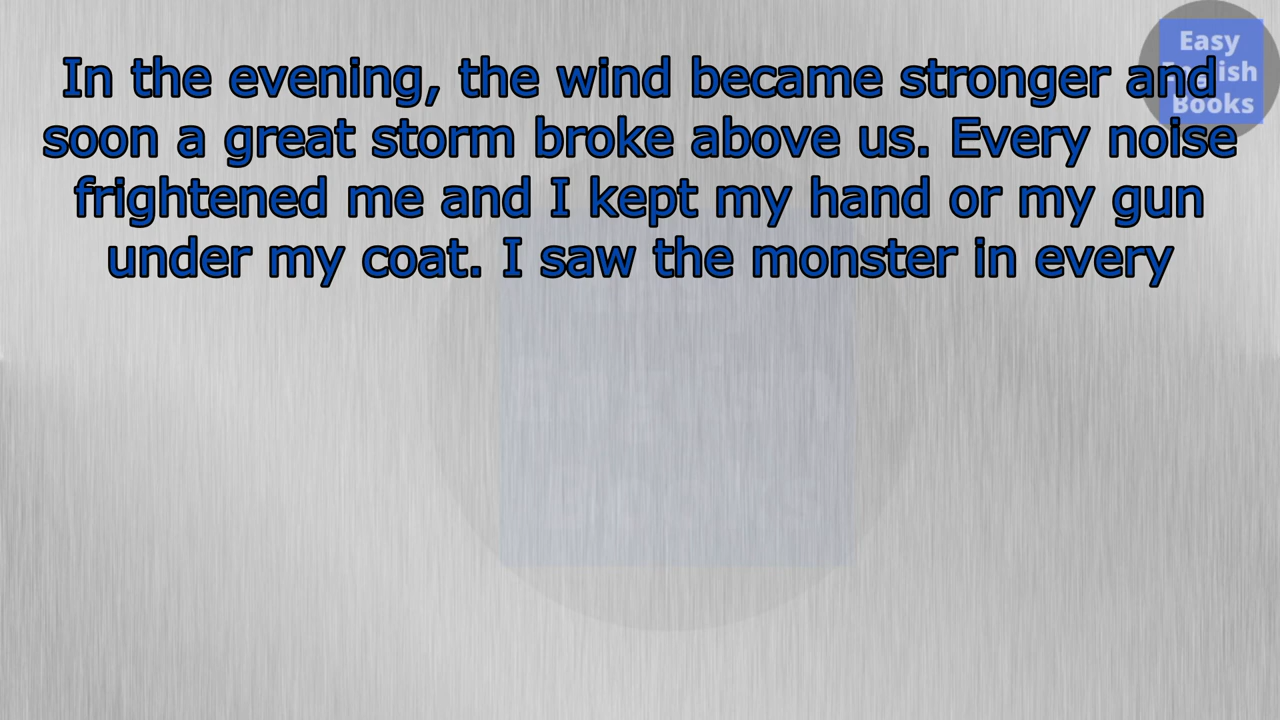 In the evening, the wind became stronger and
soon a great storm broke above us. Every noise
frightened me and I kept my hand or my gun
under my coat. I saw the monster in every
Easy
English
Books